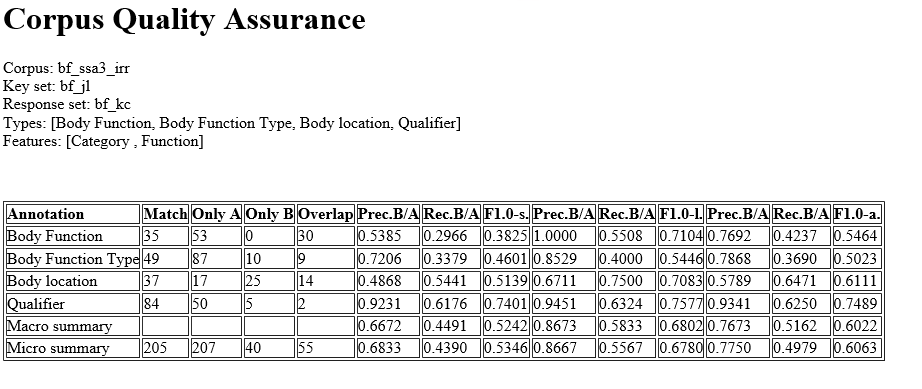 Corpus Quality Assurance
Corpus: bf_ssa3_irr
Key set: bf_jl
Response set: bf_kc
Types: [Body Function, Body Function Type, Body location, Qualifier]
Features: [Category , Function]
Annotation Match Only A Only B Overlap Prec.B/A Rec.B/A F1.0-s. Prec.B/A Rec.B/A F1.0-l. Prec.B/A Rec.B/A F1.0-a.
Body Function 35 53 0 30 0.5385 0.2966 0.3825 1.0000 0.5508 0.7104 0.7692 0.4237 0.5464
Body Function Type 49 87 10 9 0.7206 0.3379 0.4601 0.8529 0.4000 0.5446 0.7868 0.3690 0.5023
Body location 37 17 25 14 0.4868 0.5441 0.5139 0.6711 0.7500 0.7083 0.5789 0.6471 0.6111
Qualifier 84 50 5 2 0.9231 0.6176 0.7401 0.9451 0.6324 0.7577 0.9341 0.6250 0.7489
Macro summary 0.6672 0.4491 0.5242 0.8673 0.5833 0.6802 0.7673 0.5162 0.6022
Micro summary 205 207 40 55 0.6833 0.4390 0.5346 0.8667 0.5567 0.6780 0.7750 0.4979 0.6063